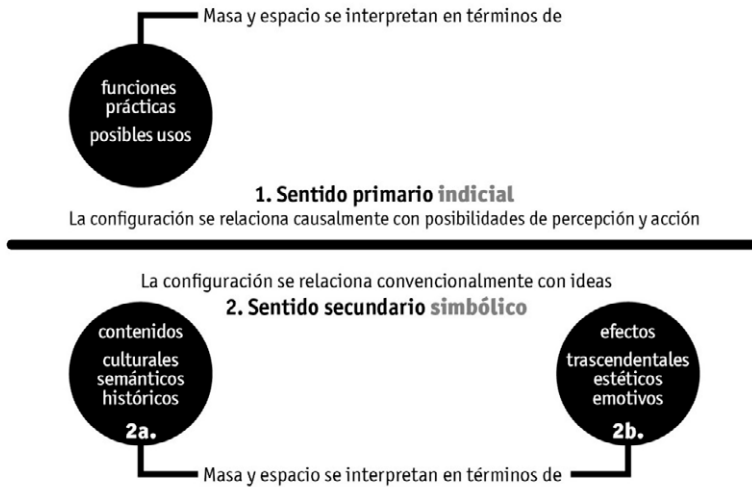 Masa y espacio se interpretan en términos de
funciones
prácticas
posibles usos
1. Sentido primario indicial
La configuración se relaciona causalmente con posibilidades de percepción y acción
La configuración se relaciona convencionalmente con ideas
2. Sentido secundario simbólico
contenidos
culturales
semánticos
históricos
2a.
efectos
trascendentales
estéticos
emotivos
2b.
Masa y espacio se interpretan en términos de